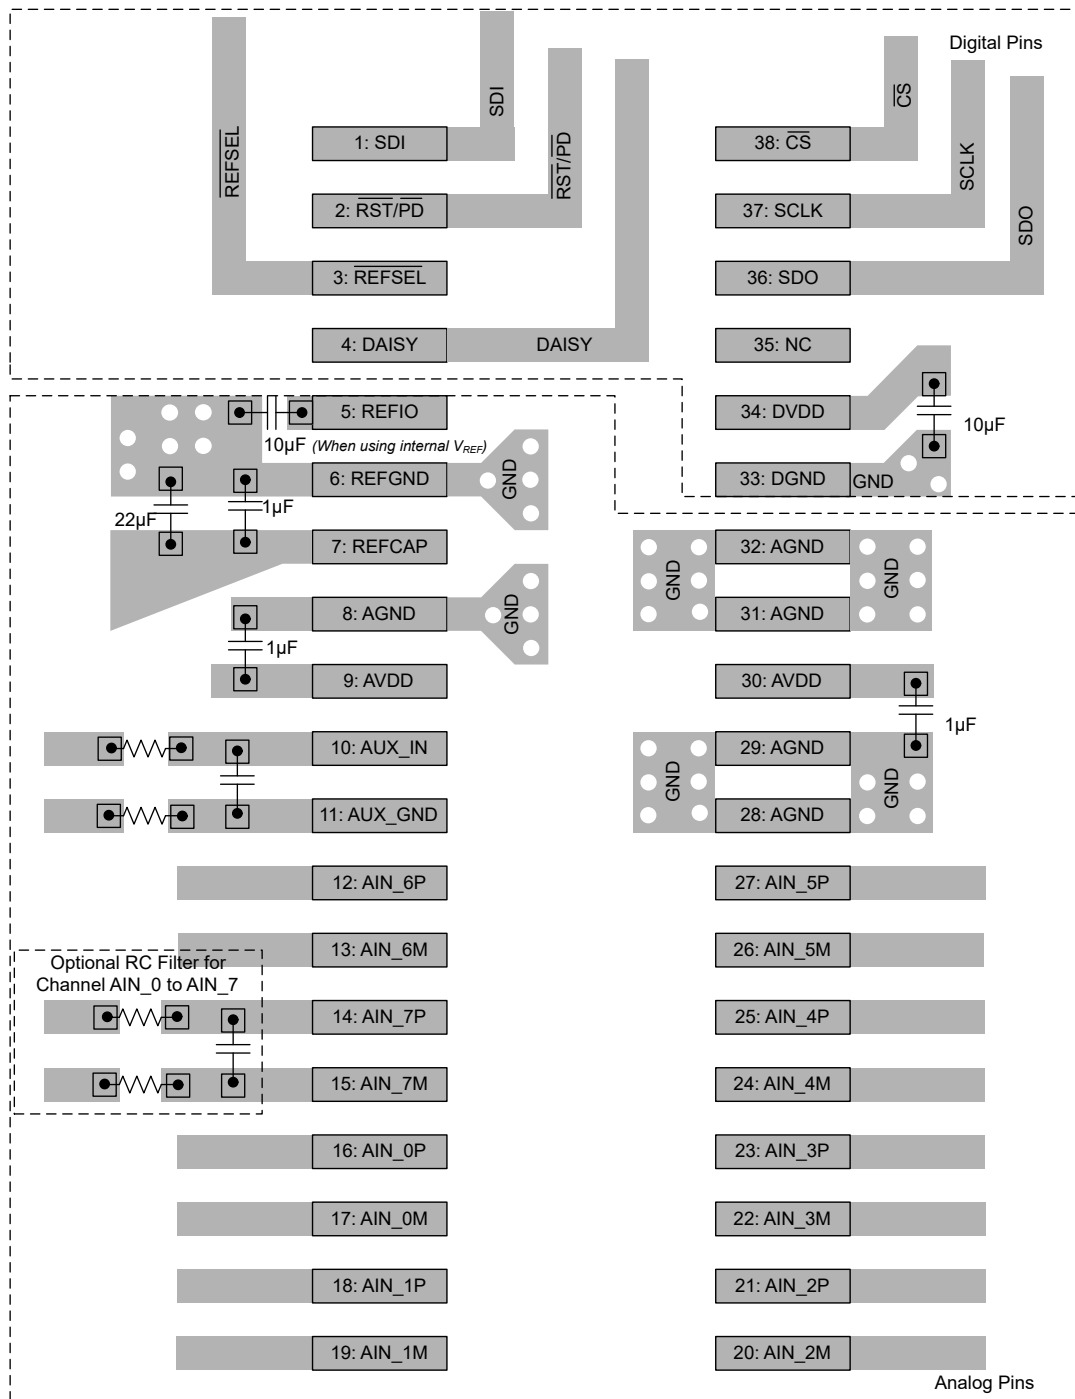 Digital Pins
REFSEL
SDI
RST/PD
CS
SCLK
SDO
1: SDI
38: CS
2: RST/PD
37: SCLK
3: REFSEL
36: SDO
4: DAISY
DAISY
35: NC
5: REFIO
34: DVDD
10µF
10µF (When using internal VREF)
6: REFGND
GND
33: DGND
GND
22µF
1µF
7: REFCAP
32: AGND
GND
GND
8: AGND
GND
31: AGND
1µF
9: AVDD
30: AVDD
1µF
10: AUX_IN
29: AGND
GND
GND
11: AUX_GND
28: AGND
12: AIN_6P
27: AIN_5P
13: AIN_6M
26: AIN_5M
Optional RC Filter for
Channel AIN_0 to AIN_7
14: AIN_7P
25: AIN_4P
15: AIN_7M
24: AIN_4M
16: AIN_0P
23: AIN_3P
17: AIN_0M
22: AIN_3M
18: AIN_1P
21: AIN_2P
19: AIN_1M
20: AIN_2M
Analog Pins